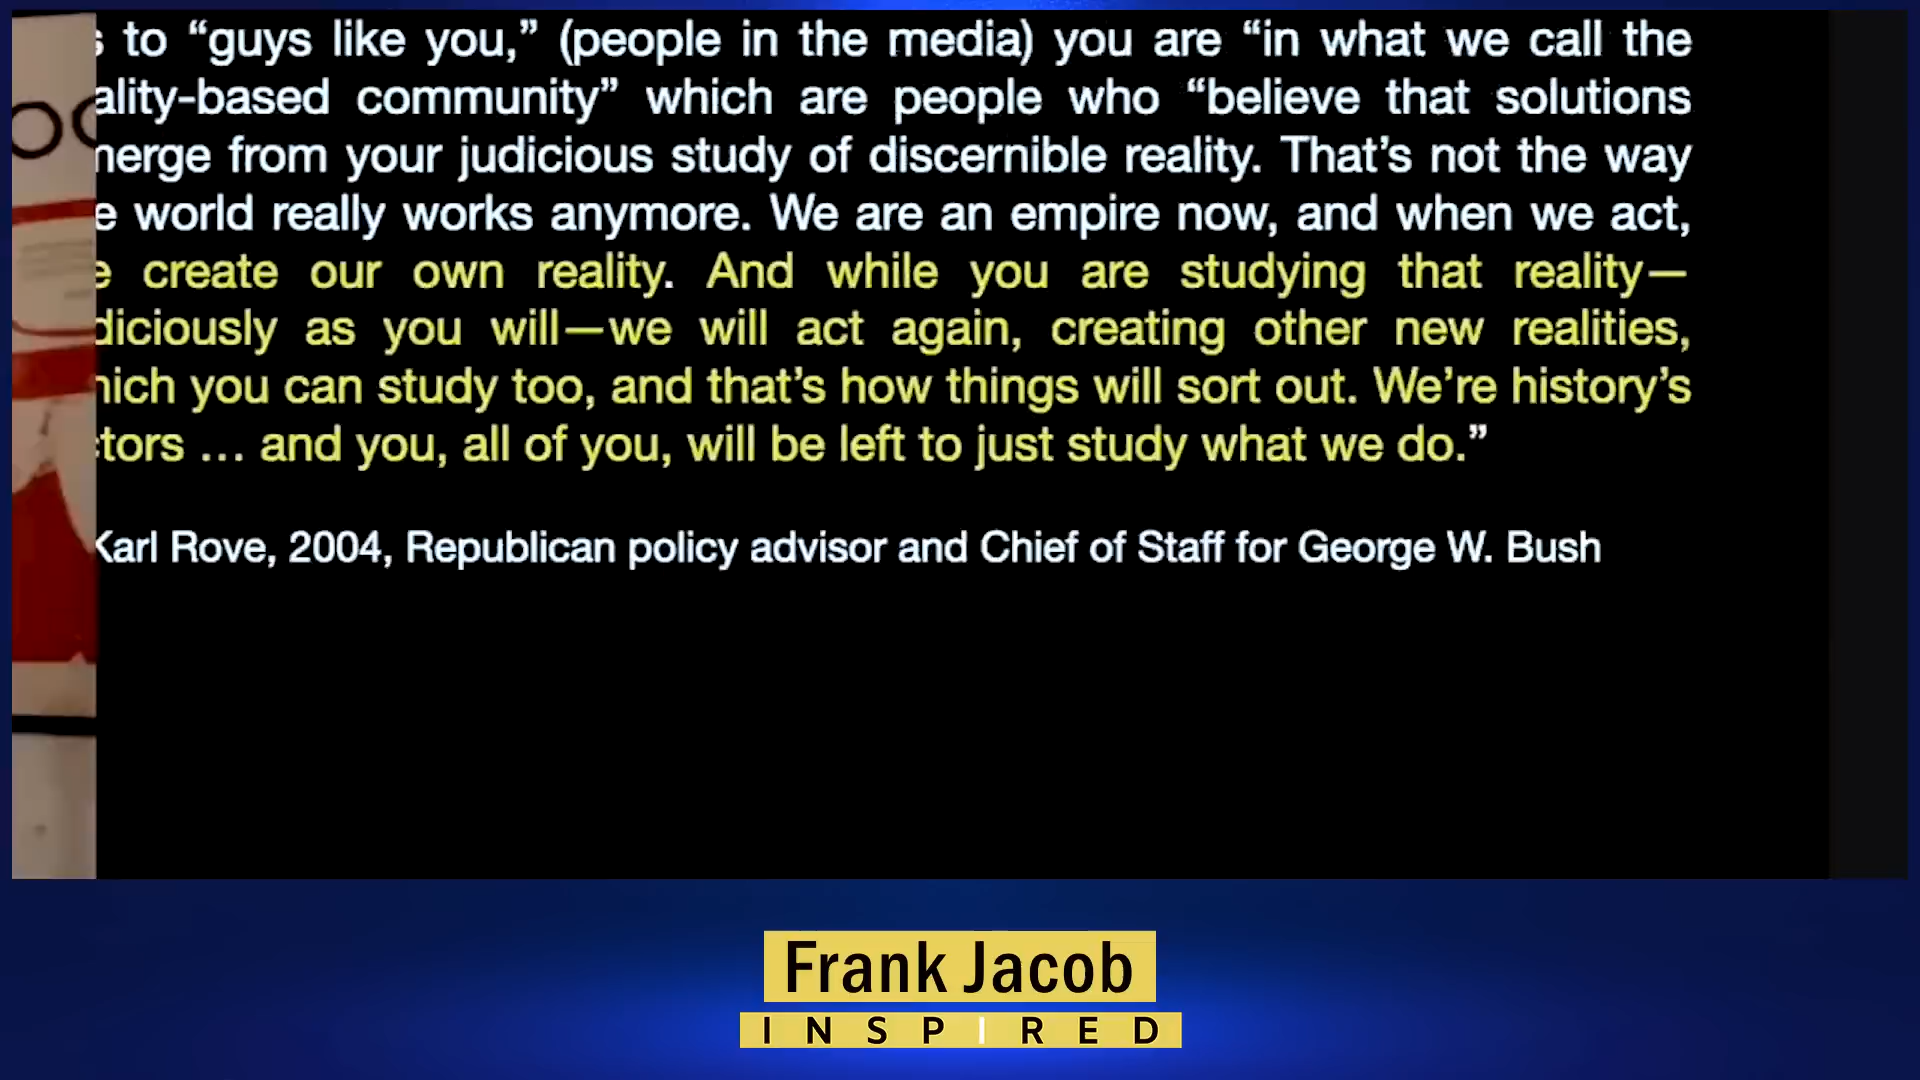 s to “guys like you,” (people in the media) you are “in what we call the
ality-based community” which are people who “believe that solutions
merge from your judicious study of discernible reality. That’s not the way
e world really works anymore. We are an empire now, and when we act,
e create our own reality. And while you are studying that reality—
diciously as you will—we will act again, creating other new realities,
hich you can study too, and that’s how things will sort out. We’re history’s
ctors ... and you, all of you, will be left to just study what we do.”
Karl Rove, 2004, Republican policy advisor and Chief of Staff for George W. Bush
Frank Jacob
INSPIRED